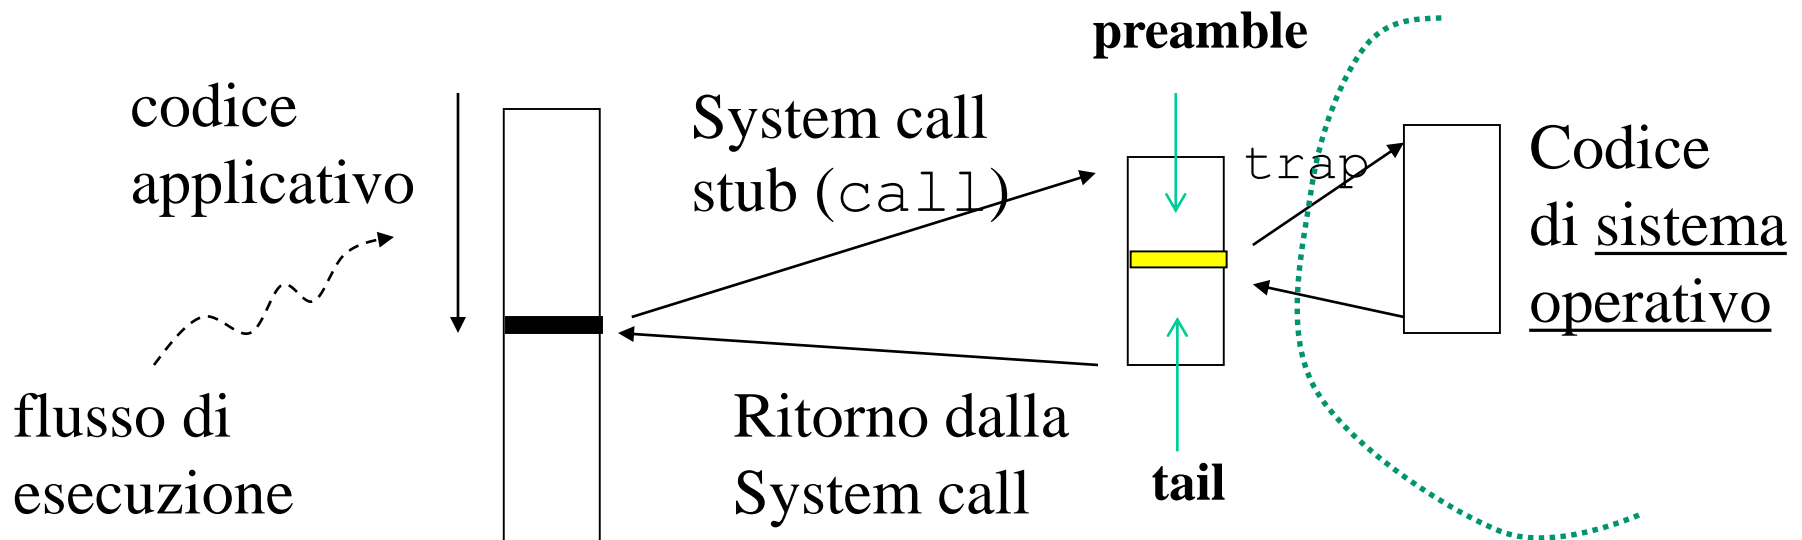 preamble
codice
applicativo
System call
stub (call)
trap
Codice
di sistema
operativo
flusso di
esecuzione
Ritorno dalla
System call
tail